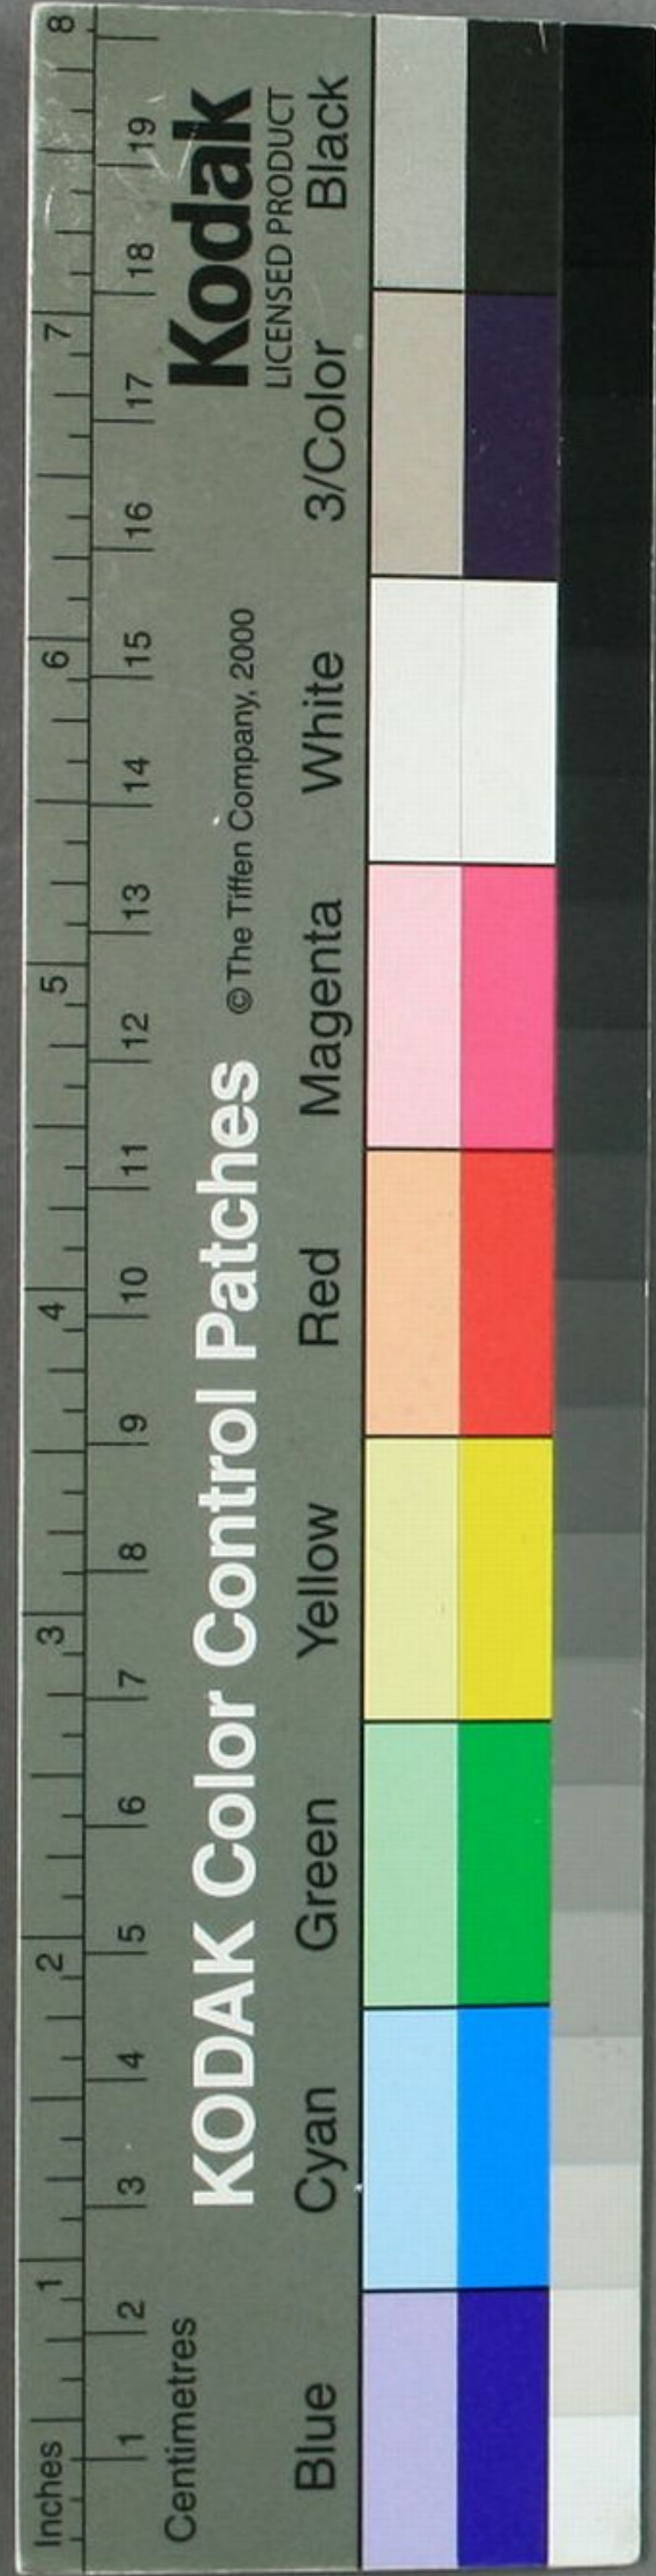 Inches 1 2 3 4 5 6 7 8
1 2 3 4 5 6 7 8 9 10 11 12 13 14 15 16 17 18 19
Centimetres
KODAK Color Control Patches © The Tiffen Company, 2000 Kodak
LICENSED PRODUCT
Blue Cyan Green Yellow Red Magenta White 3/Color Black